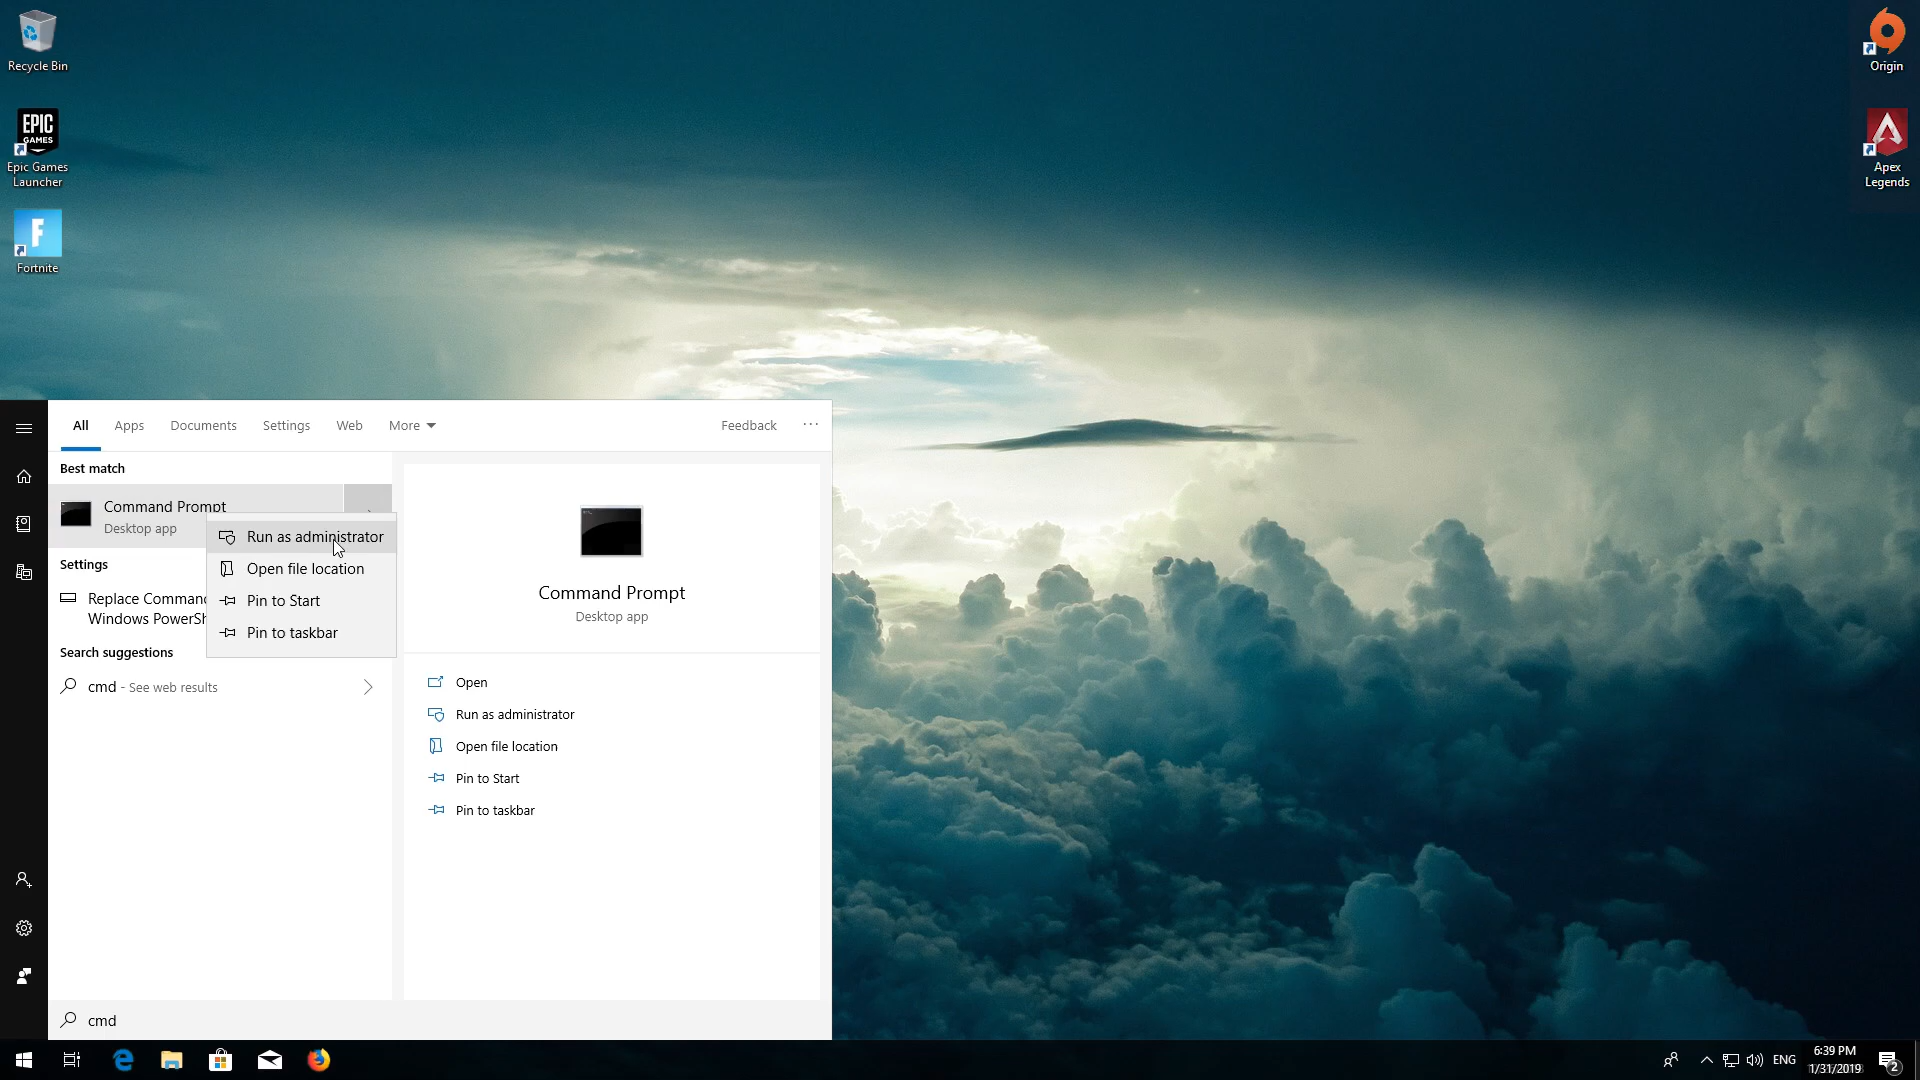 Recycle Bin
EPIC
GAMES
Epic Games
Launcher
F
Fortnite
Origin
Apex
Legends
All
Apps
Documents
Settings
Web
More
Feedback
Best match
Command Prompt
Desktop app
Settings
Replace Command
Windows PowerSh
Search suggestions
cmd - See web results
Run as administrator
Open file location
Pin to Start
Pin to taskbar
Command Prompt
Desktop app
Open
Run as administrator
Open file location
Pin to Start
Pin to taskbar
cmd
ENG
6:39 PM
1/31/2019
2